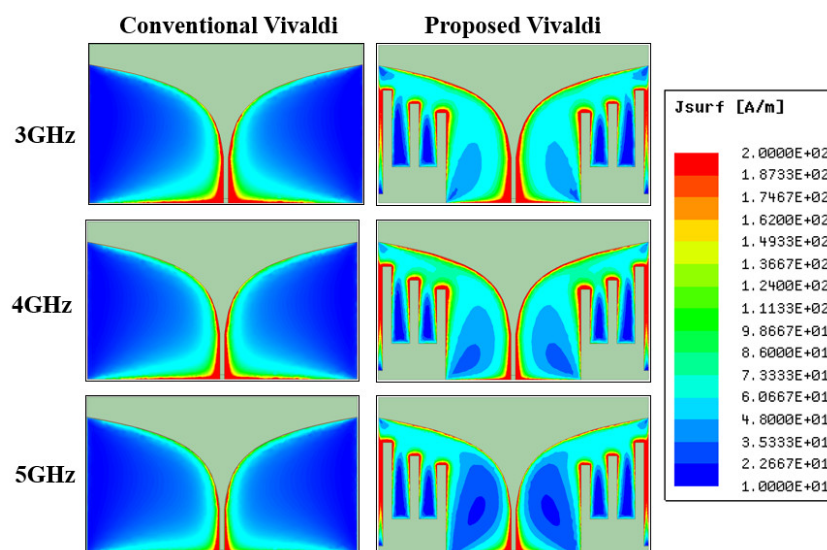 Conventional Vivaldi
Proposed Vivaldi
3GHz
4GHz
5GHz
Jsurf [A/m]
2.0000E+02
1.8733E+02
1.7467E+02
1.6200E+02
1.4933E+02
1.3667E+02
1.2400E+02
1.1133E+02
9.8667E+01
8.6000E+01
7.3333E+01
6.0667E+01
4.8000E+01
3.5333E+01
2.2667E+01
1.0000E+01